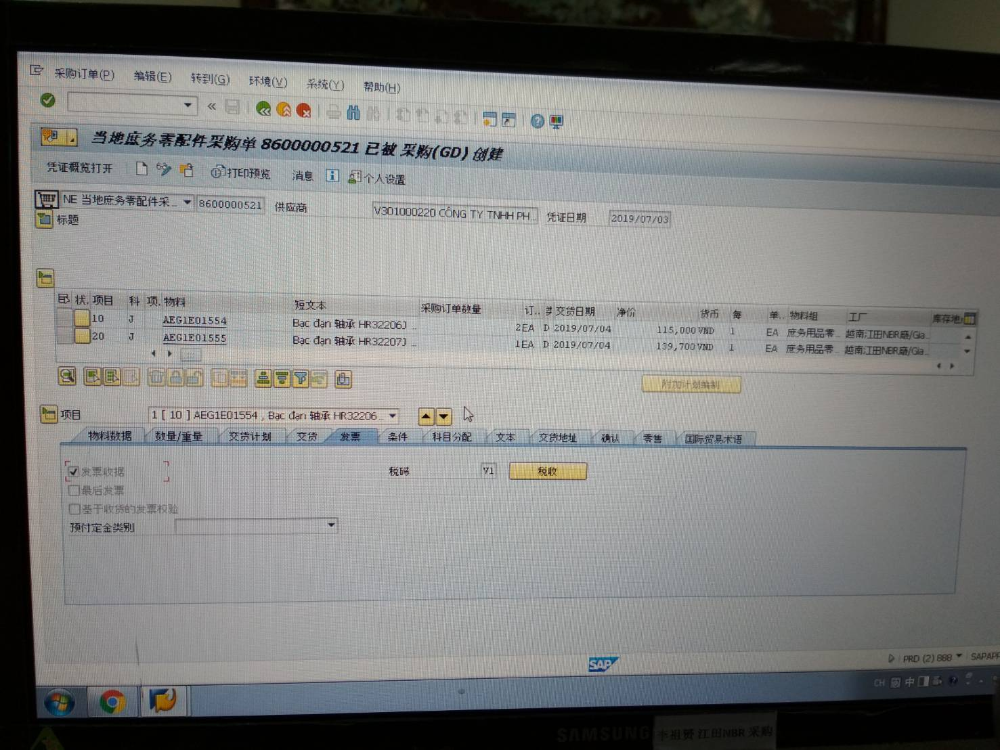 采购订单(P) 编辑(E) 转到(G) 环境(V) 系统(Y) 帮助(H)
当地庶务零配件采购单 8600000521 已被 采购(GD) 创建
凭证概览打开 打印预览 消息 个人设置
NE 当地庶务零配件采... 8600000521 供应商 V301000220 CÔNG TY TNHH PH... 凭证日期 2019/07/03
标题
状. 项目 科 项. 物料 短文本 采购订单数量 订.. 交货日期 净价 货币 每 单.. 物料组 工厂 库存地
10 J AEG1E01554 Bạc đạn 轴承 HR32206J ... 2 EA D 2019/07/04 115,000 VND 1 EA 庶务用品零... 越南江田NBR廠/Gia...
20 J AEG1E01555 Bạc đạn 轴承 HR32207J ... 1 EA D 2019/07/04 139,700 VND 1 EA 庶务用品零... 越南江田NBR廠/Gia...
附加计划编制
项目 1 [ 10 ] AEG1E01554 , Bạc đạn 轴承 HR32206...
物料数据 数量/重量 交货计划 交货 发票 条件 科目分配 文本 交货地址 确认 零售 国际贸易术语
发票收据 税码 V1 税收
最后发票
基于收货的发票校验
预付定金类别
SAP
PRD (2) 888 SAPAPP
CH 中
SAMSUNG 李祖贤 江田NBR 采购